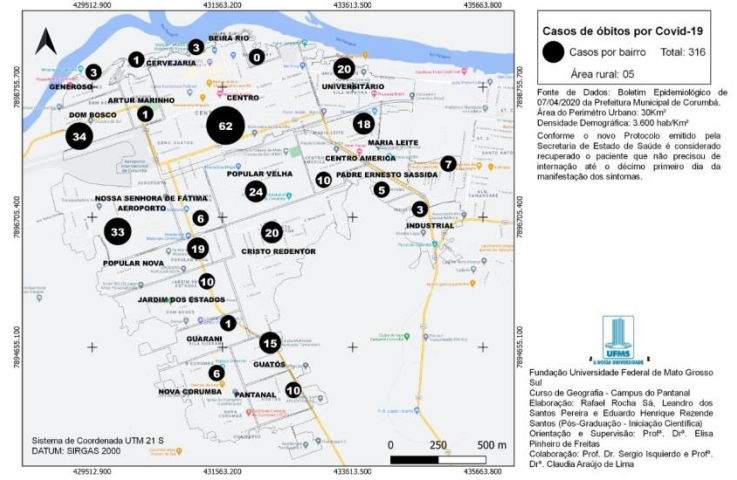 429512.900
431563.200
433613.500
435663.800
7898755.700
7896705.400
7894655.100
7898755.700
7896705.400
7894655.100
3
BEIRA RIO
0
1
CERVEJARIA
3
GENEROSO
20
UNIVERSITÁRIO
ARTUR MARINHO
1
CENTRO
62
DOM BOSCO
34
18
MARIA LEITE
CENTRO AMERICA
7
POPULAR VELHA
24
10
PADRE ERNESTO SASSIDA
5
NOSSA SENHORA DE FÁTIMA
AEROPORTO
6
3
INDUSTRIAL
33
20
CRISTO REDENTOR
19
POPULAR NOVA
10
JARDIM DOS ESTADOS
1
GUARANI
15
GUATÓS
6
NOVA CORUMBA
10
PANTANAL
Sistema de Coordenada UTM 21 S
DATUM: SIRGAS 2000
0 250 500 m
429512.900
431563.200
433613.500
435663.800
Casos de óbitos por Covid-19
Casos por bairro Total: 316
Área rural: 05
Fonte de Dados: Boletim Epidemiológico de
07/04/2020 da Prefeitura Municipal de Corumbá.
Área do Perímetro Urbano: 30Km²
Densidade Demográfica: 3.600 hab/Km²
Conforme o novo Protocolo emitido pela
Secretaria de Estado de Saúde é considerado
recuperado o paciente que não precisou de
internação até o décimo primeiro dia da
manifestação dos sintomas.
UFMS
Fundação Universidade Federal de Mato Grosso
Sul
Curso de Geografia - Campus do Pantanal
Elaboração: Rafael Rocha Sá, Leandro dos
Santos Pereira e Eduardo Henrique Rezende
Santos (Pós-Graduação - Iniciação Científica)
Orientação e Supervisão: Profª. Drª. Elisa
Pinheiro de Freitas
Colaboração: Prof. Dr. Sergio Isquierdo e Profª.
Drª. Claudia Araújo de Lima